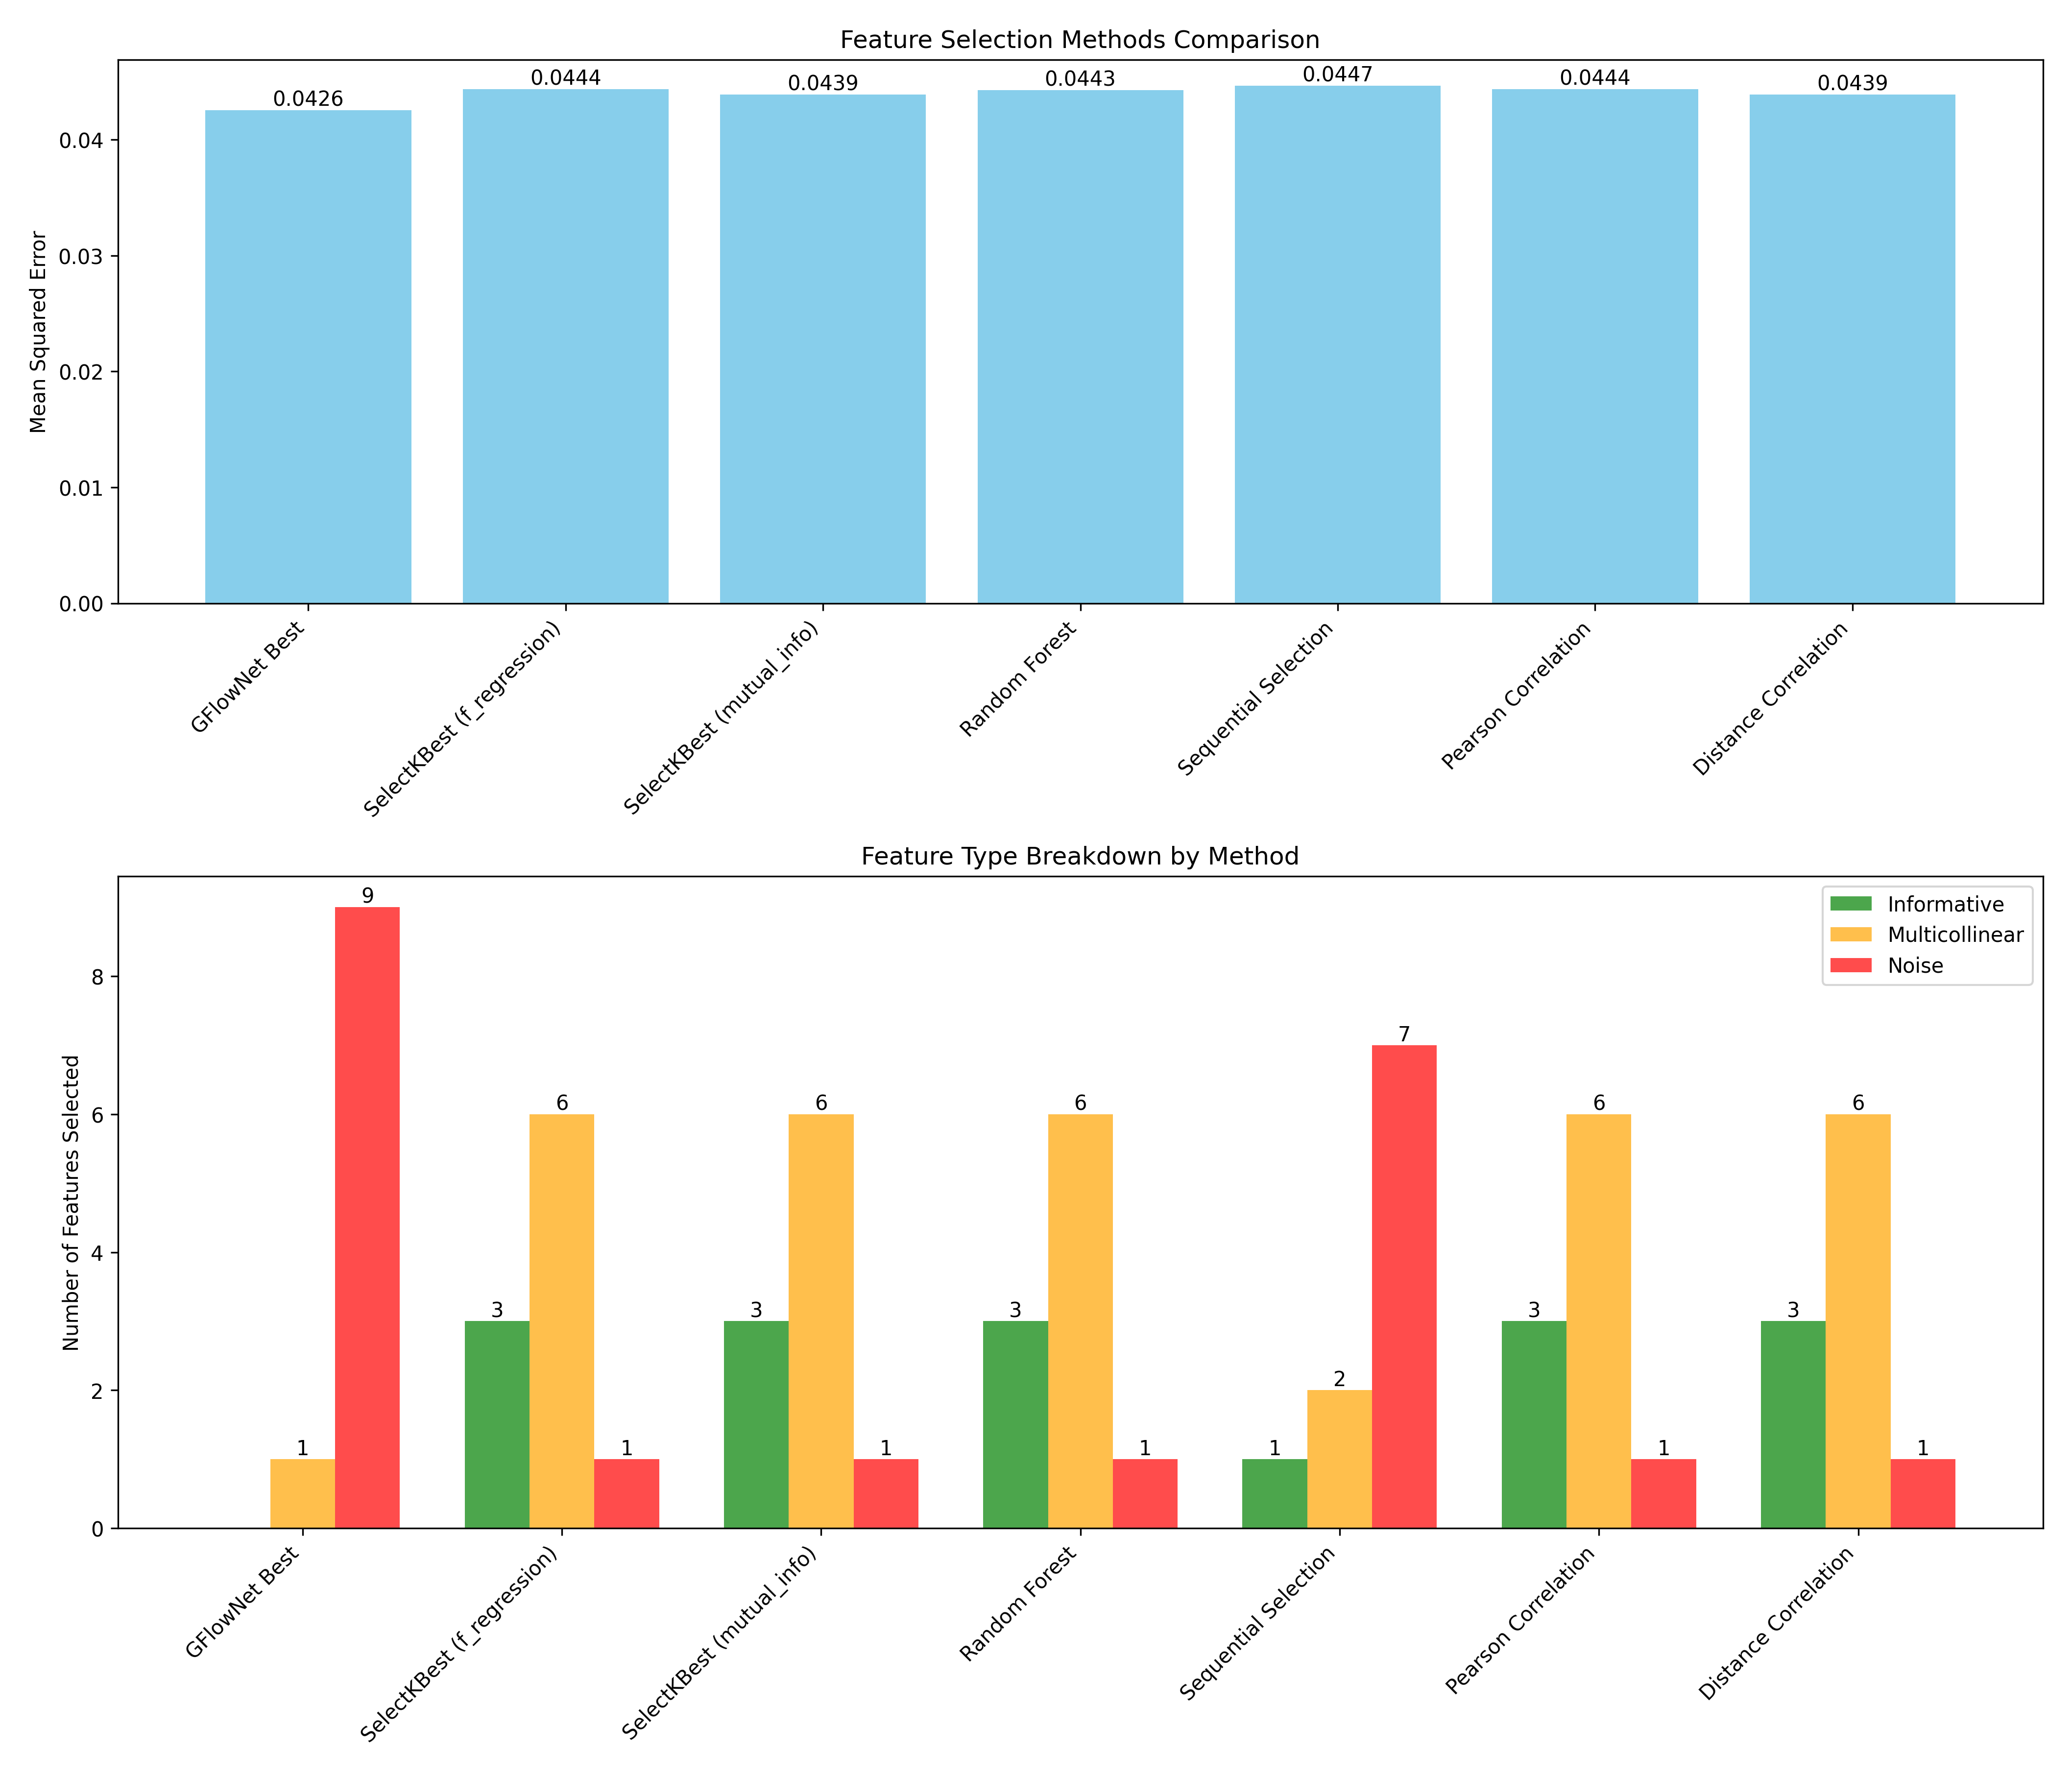 Feature Selection Methods Comparison
0.0426
0.0444
0.0439
0.0443
0.0447
0.0444
0.0439
Mean Squared Error
0.04
0.03
0.02
0.01
0.00
GFlowNet Best
SelectKBest (f_regression)
SelectKBest (mutual_info)
Random Forest
Sequential Selection
Pearson Correlation
Distance Correlation
Feature Type Breakdown by Method
Informative
Multicollinear
Noise
Number of Features Selected
8
6
4
2
0
1
9
3
6
1
3
6
1
3
6
1
1
2
7
3
6
1
3
6
1
GFlowNet Best
SelectKBest (f_regression)
SelectKBest (mutual_info)
Random Forest
Sequential Selection
Pearson Correlation
Distance Correlation